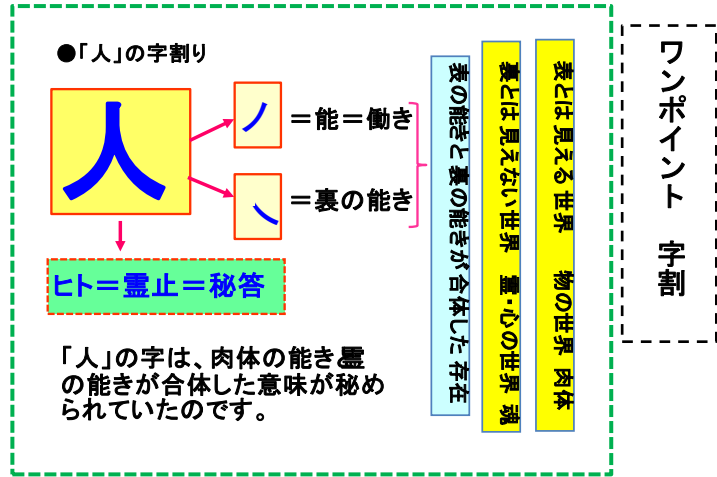 ワンポイント 字割
●「人」の字割り
人
ノ
＝能＝働き
＝裏の能き
ヒト＝霊止＝秘答
表とは見える世界 物の世界 肉体
裏とは見えない世界 霊・心の世界 魂
表の能きと裏の能きが合体した存在
「人」の字は、肉体の能きと霊
の能きが合体した意味が秘め
られていたのです。